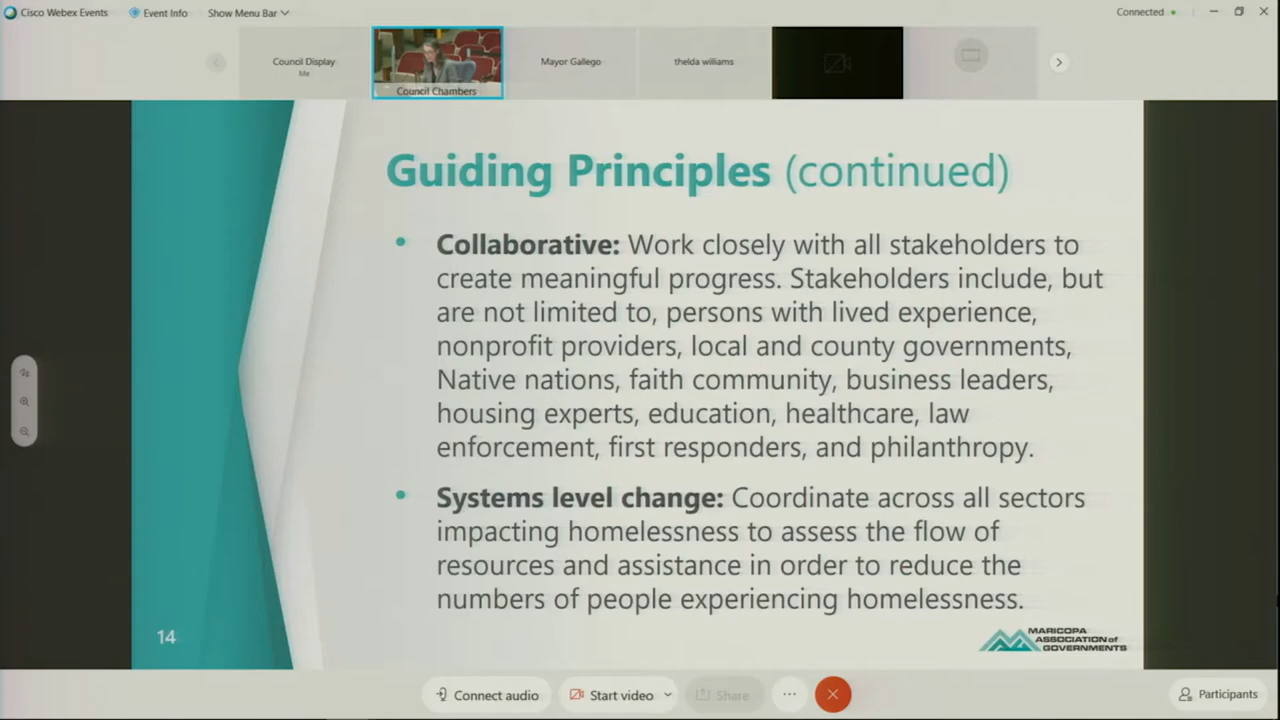 Cisco Webex Events
Event Info
Show Menu Bar
Connected
Council Display
Me
Council Chambers
Mayor Gallego
thelda wiliams
Guiding Principles (continued)
• Collaborative: Work closely with all stakeholders to
create meaningful progress. Stakeholders include, but
are not limited to, persons with lived experience,
nonprofit providers, local and county governments,
Native nations, faith community, business leaders,
housing experts, education, healthcare, law
enforcement, first responders, and philanthropy.
• Systems level change: Coordinate across all sectors
impacting homelessness to assess the flow of
resources and assistance in order to reduce the
numbers of people experiencing homelessness.
14
MARICOPA
ASSOCIATION of
GOVERNMENTS
Connect audio
Start video
Share
Participants